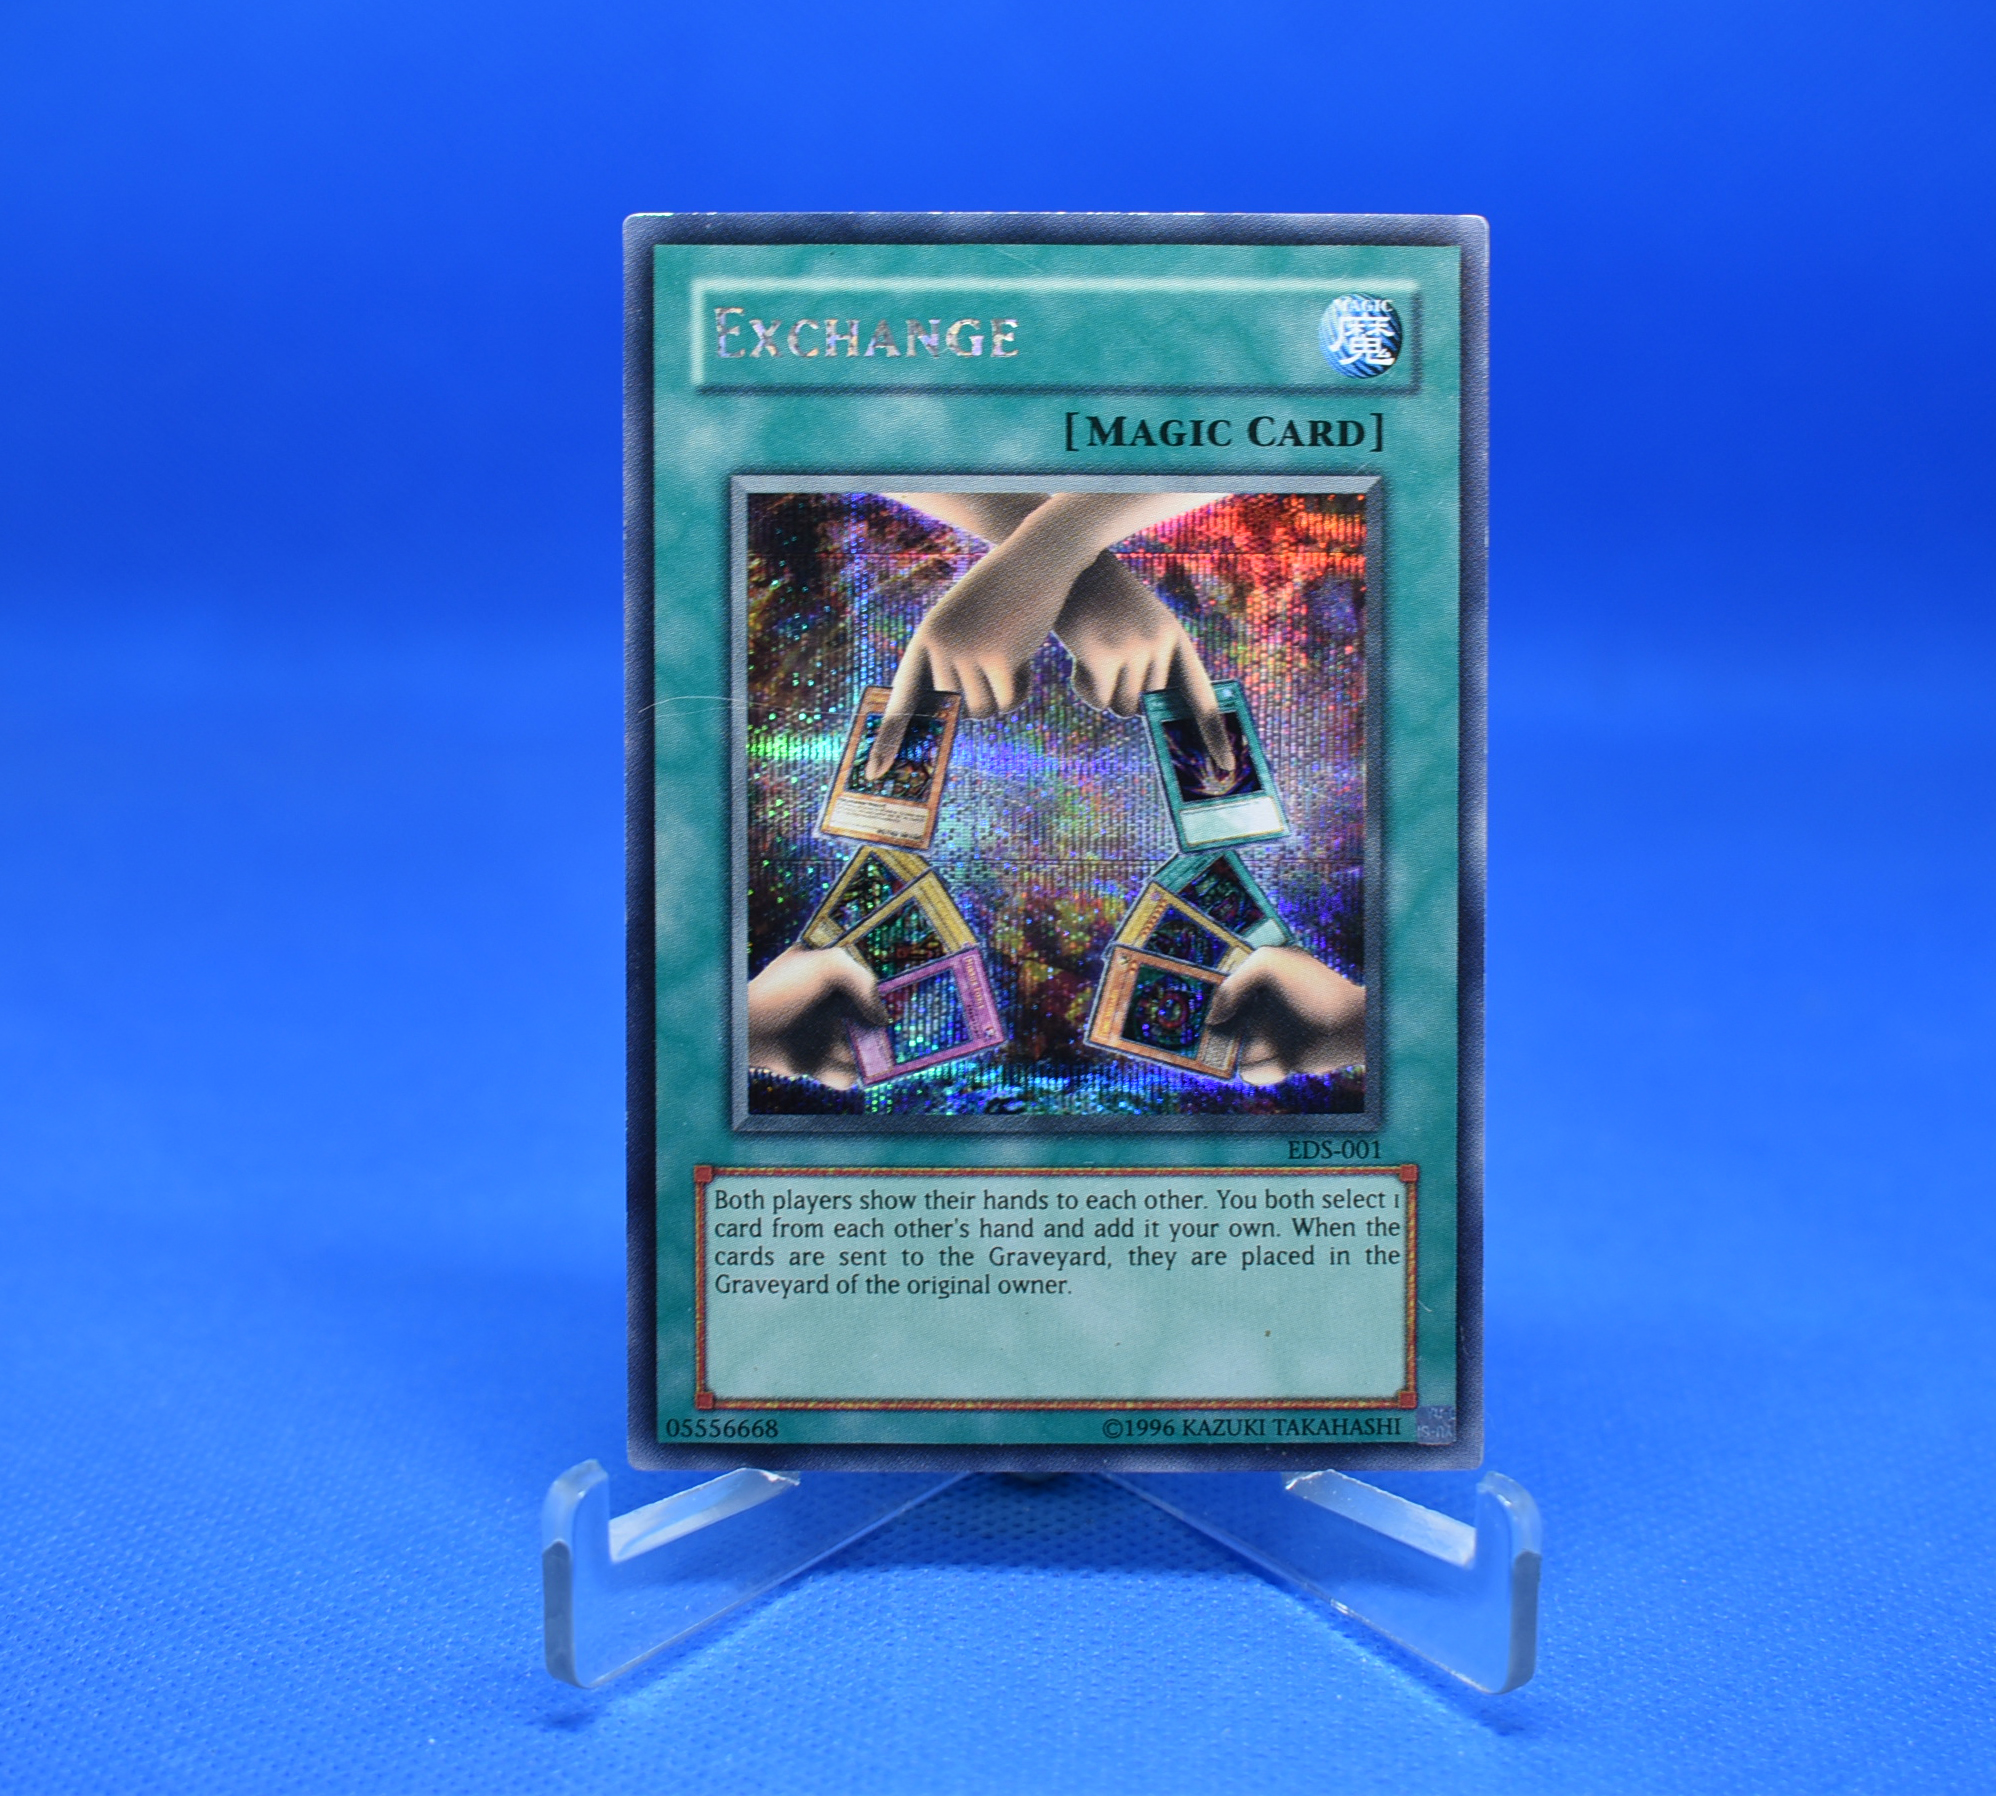 EXCHANGE
MAGIC
魔
[MAGIC CARD]
EDS-001
Both players show their hands to each other. You both select 1
card from each other's hand and add it your own. When the
cards are sent to the Graveyard, they are placed in the
Graveyard of the original owner.
05556668
©1996 KAZUKI TAKAHASHI